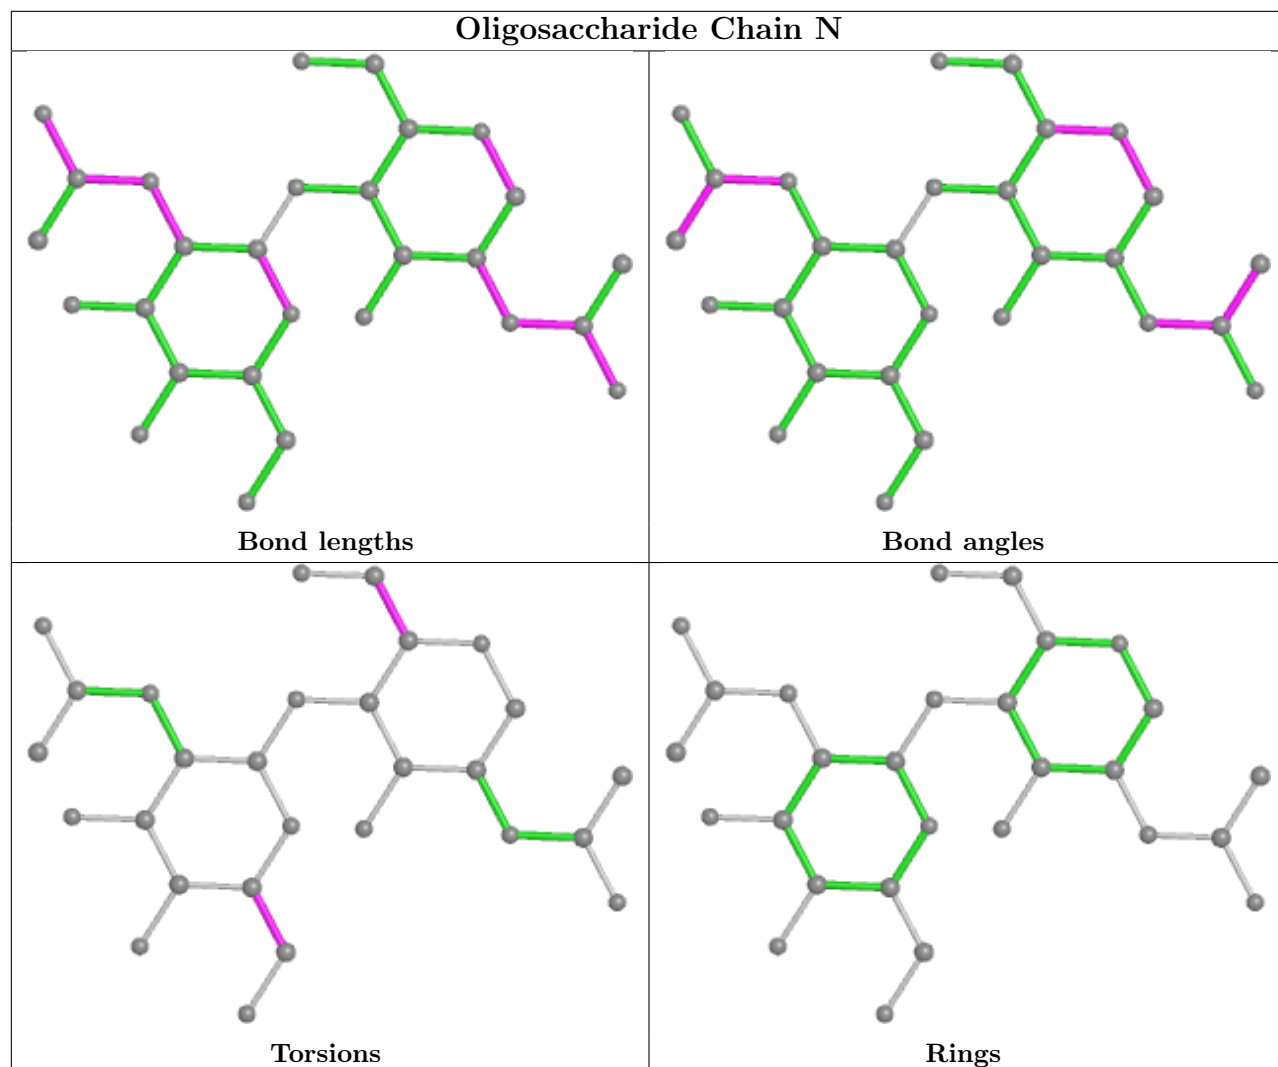 Oligosaccharide Chain N
Bond lengths
Bond angles
Torsions
Rings